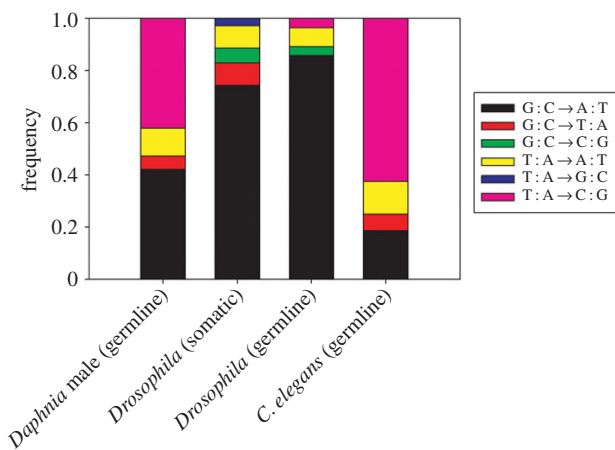 1.0
0.8
0.6
0.4
0.2
0
frequency
G:C→A:T
G:C→T:A
G:C→C:G
T:A→A:T
T:A→G:C
T:A→C:G
Daphnia male (germline)
Drosophila (somatic)
Drosophila (germline)
C. elegans (germline)